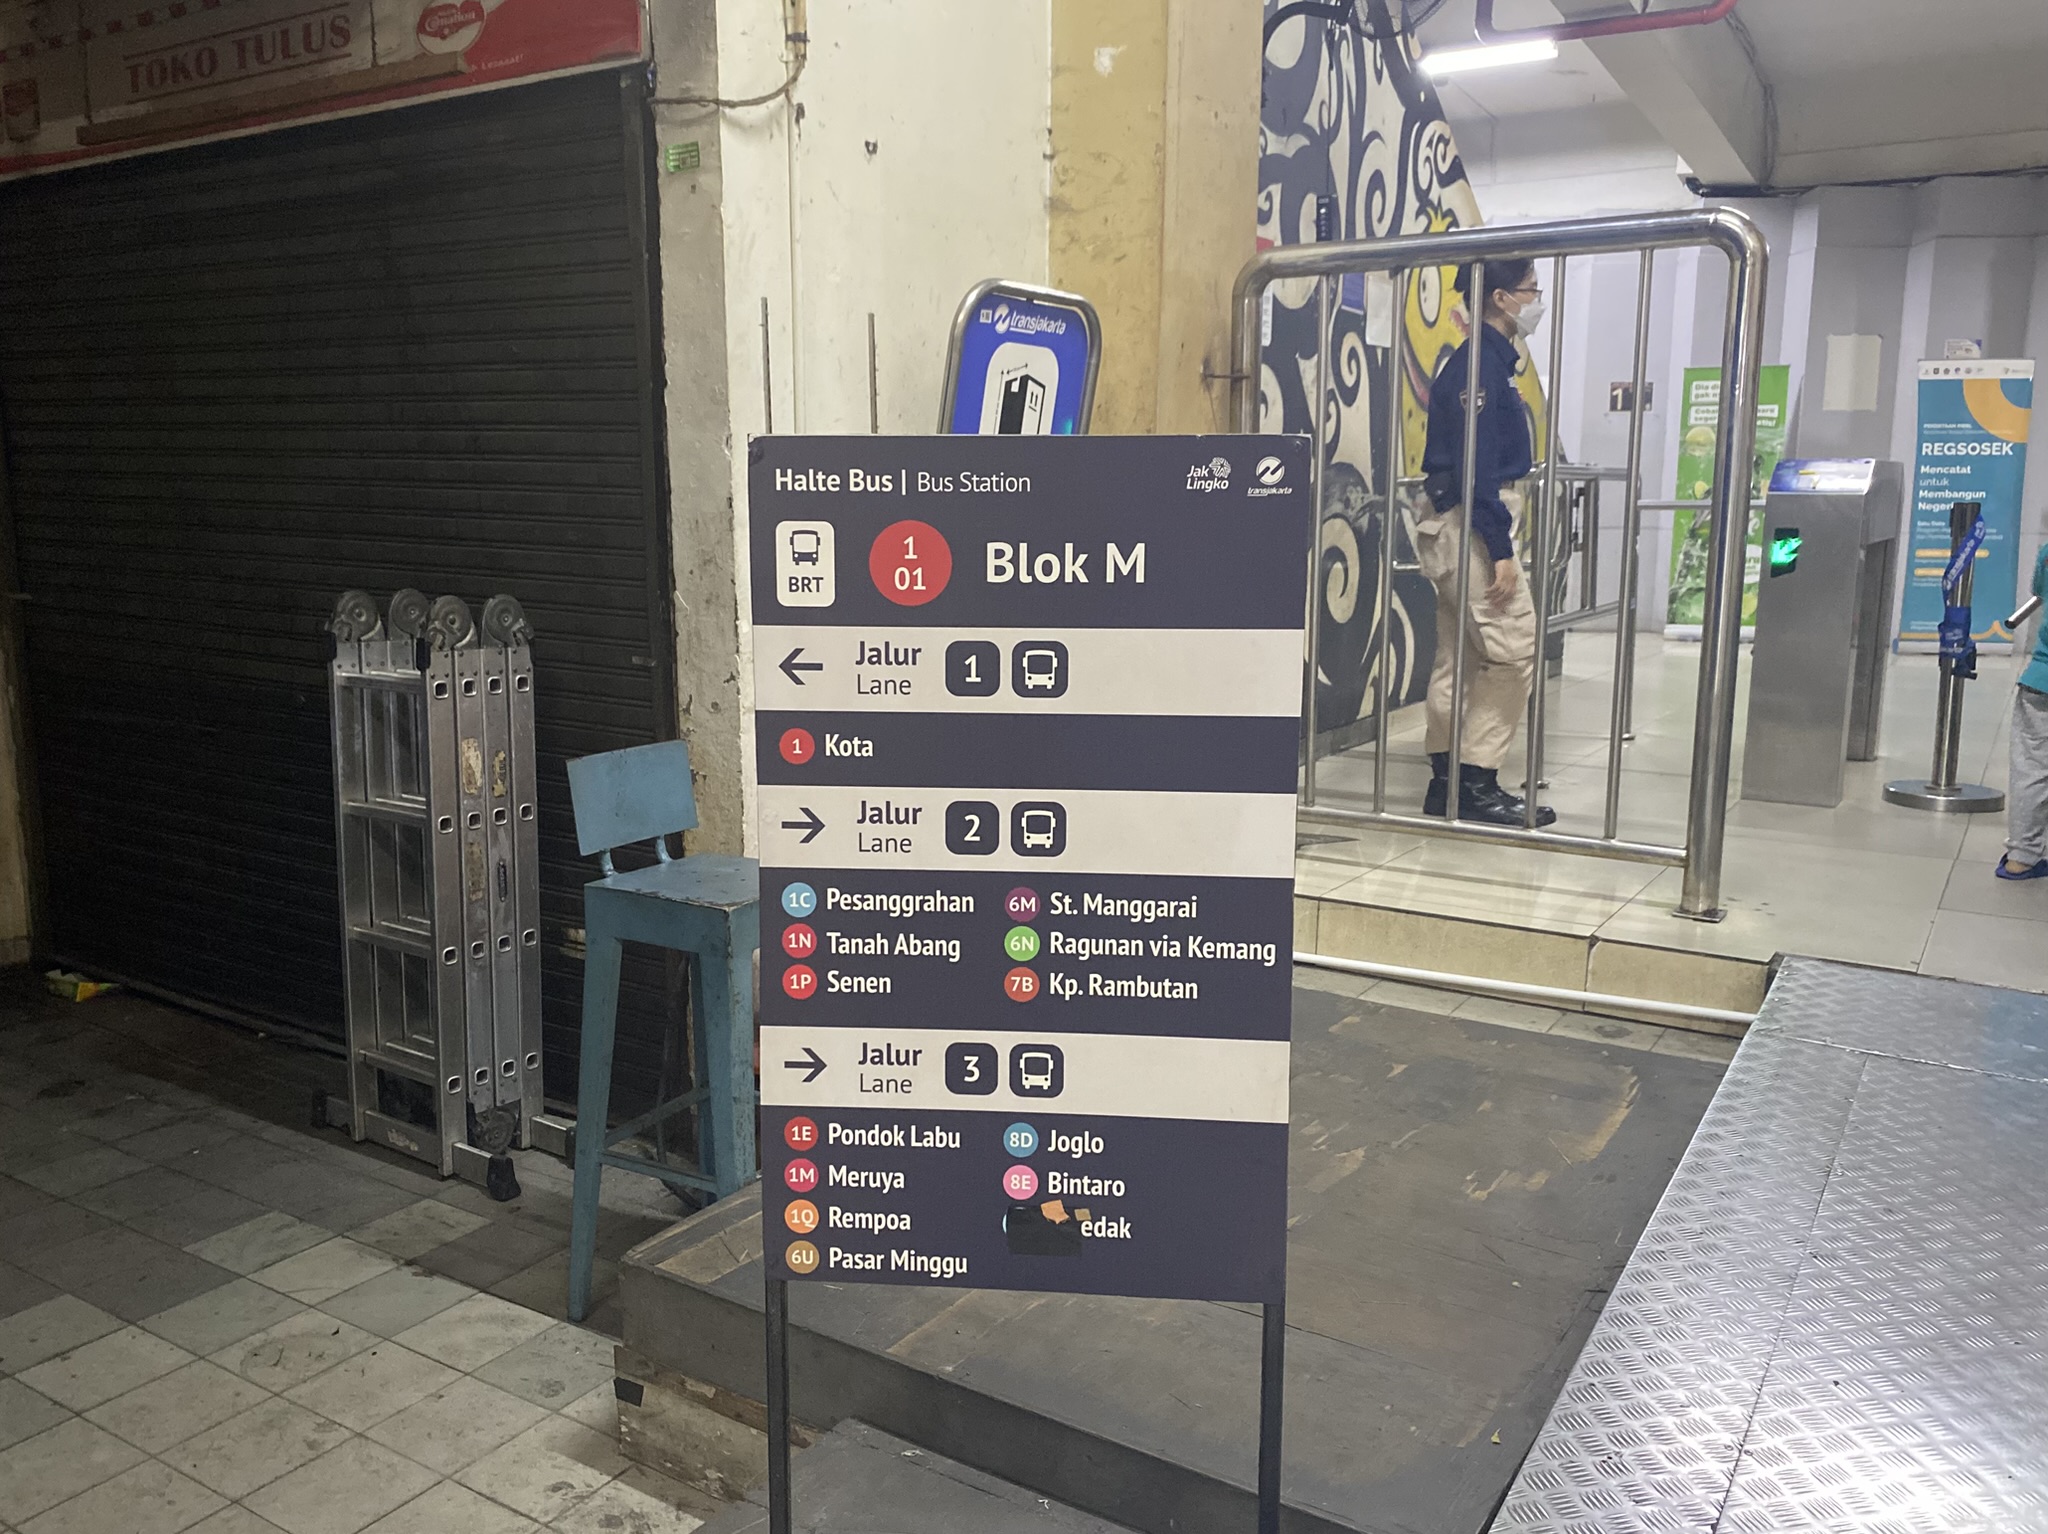 TOKO TULUS
Carnation
transjakarta
Halte Bus | Bus Station
Jak Lingko
transjakarta
BRT
1
01
Blok M
Jalur
Lane
1
1 Kota
Jalur
Lane
2
1C Pesanggrahan
1N Tanah Abang
1P Senen
6M St. Manggarai
6N Ragunan via Kemang
7B Kp. Rambutan
Jalur
Lane
3
1E Pondok Labu
1M Meruya
1Q Rempoa
6U Pasar Minggu
8D Joglo
8E Bintaro
edak
1
REGSOSEK
Mencatat
untuk
Membangun